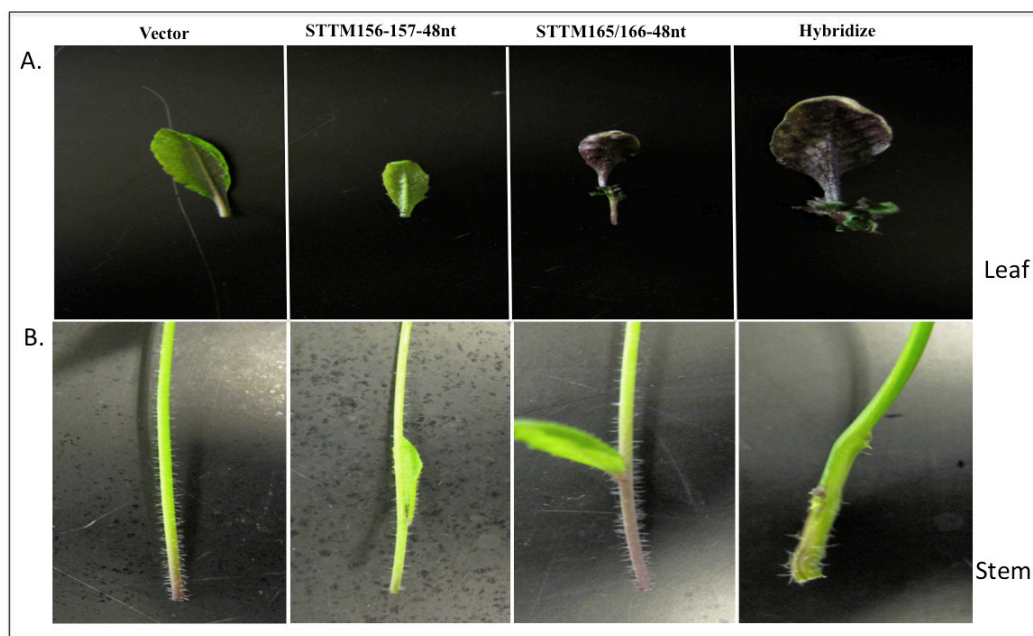 Vector STTM156-157-48nt STTM165/166-48nt Hybridize
A.
Leaf
B.
Stem